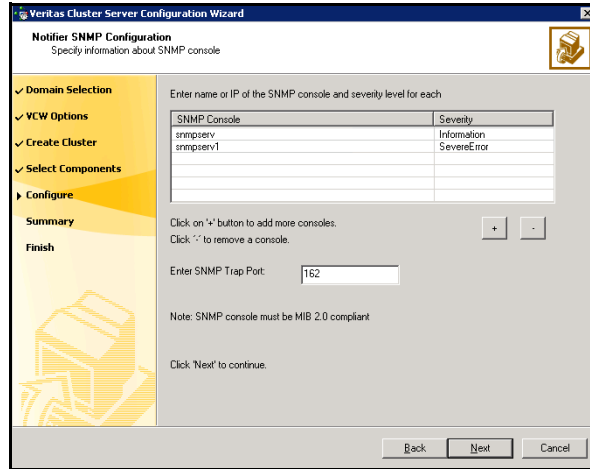 Veritas Cluster Server Configuration Wizard
Notifier SNMP Configuration
Specify information about SNMP console
Domain Selection
VCW Options
Create Cluster
Select Components
Configure
Summary
Finish
Enter name or IP of the SNMP console and severity level for each
SNMP Console Severity
snmpserv Information
snmpserv1 SevereError
Click on '+' button to add more consoles.
Click '-' to remove a console.
+ -
Enter SNMP Trap Port: 162
Note: SNMP console must be MIB 2.0 compliant
Click 'Next' to continue.
Back Next Cancel